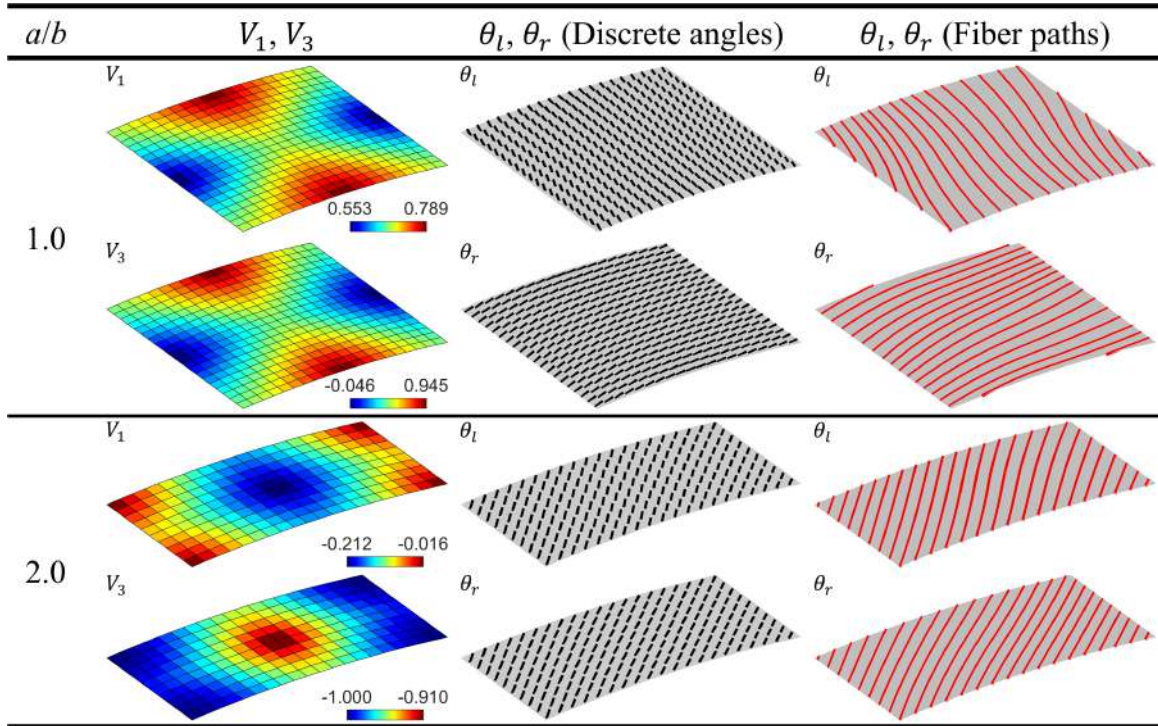 a/b V₁, V₃ θₗ, θᵣ (Discrete angles) θₗ, θᵣ (Fiber paths)
V₁ θₗ θₗ
0.553 0.789
1.0
V₃ θᵣ θᵣ
-0.046 0.945
V₁ θₗ θₗ
-0.212 -0.016
2.0
V₃ θᵣ θᵣ
-1.000 -0.910